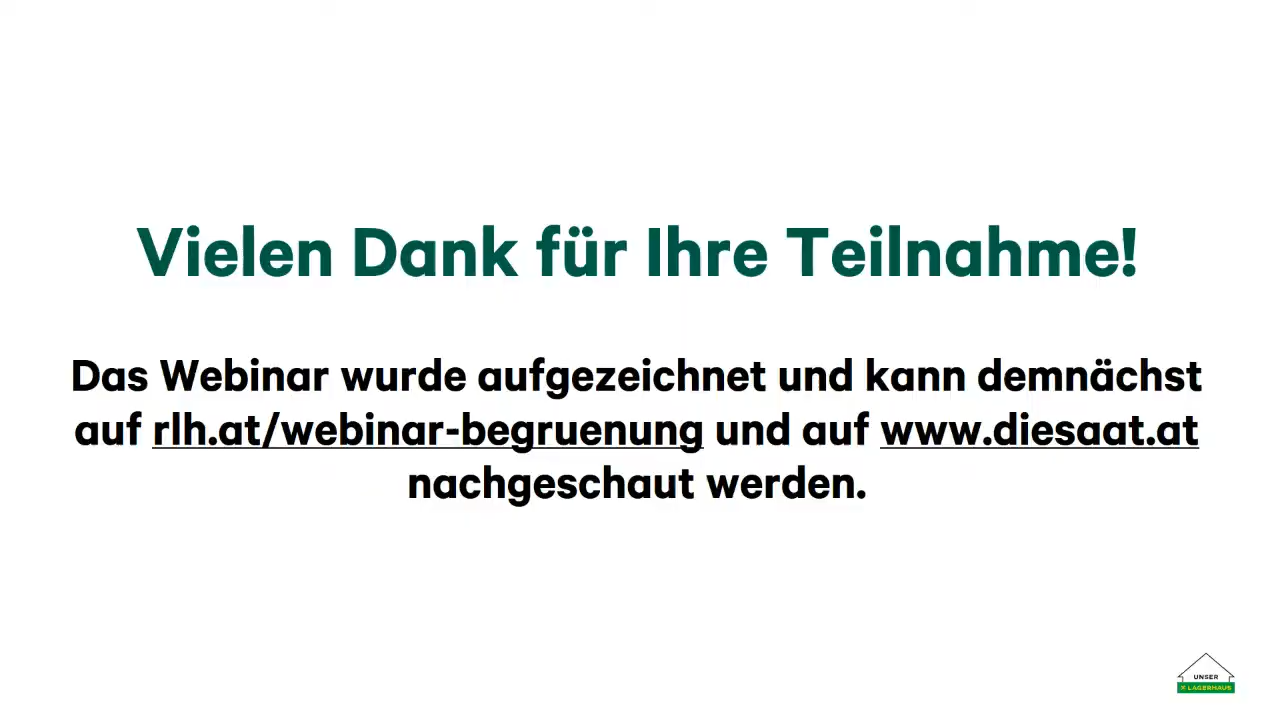 Vielen Dank für Ihre Teilnahme!
Das Webinar wurde aufgezeichnet und kann demnächst
auf rlh.at/webinar-begruenung und auf www.diesaat.at
nachgeschaut werden.
UNSER
LAGERHAUS